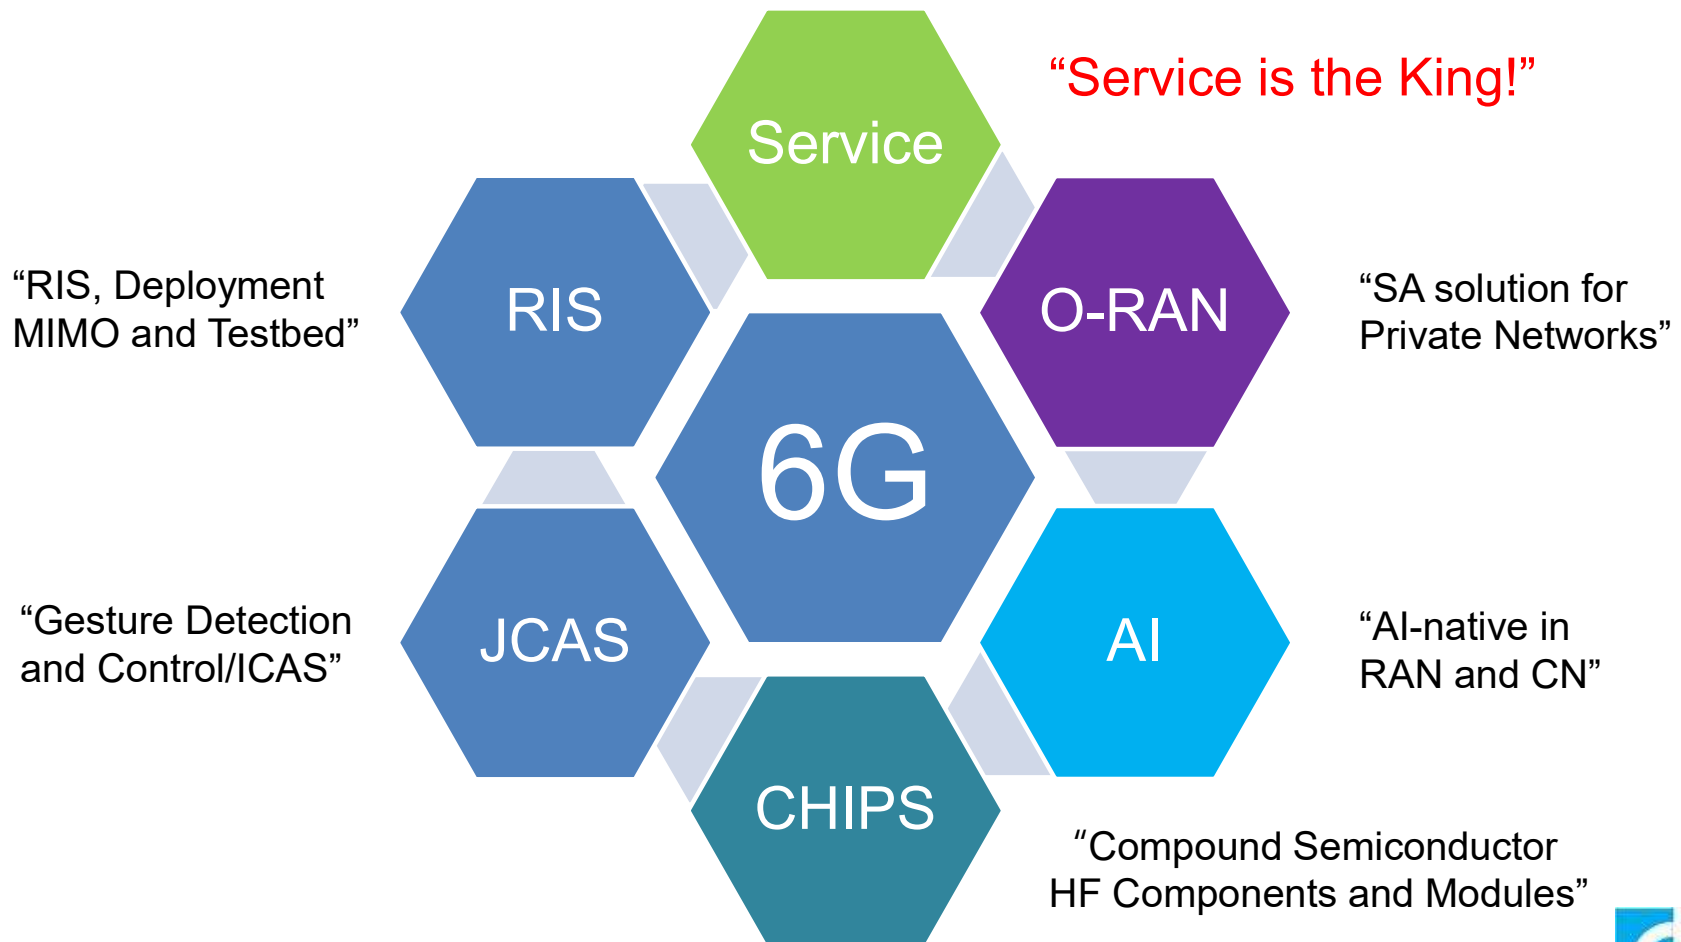 “Service is the King!”
Service
RIS
O-RAN
“RIS, Deployment
MIMO and Testbed”
“SA solution for
Private Networks”
6G
JCAS
AI
“Gesture Detection
and Control/ICAS”
“AI-native in
RAN and CN”
CHIPS
“Compound Semiconductor
HF Components and Modules”